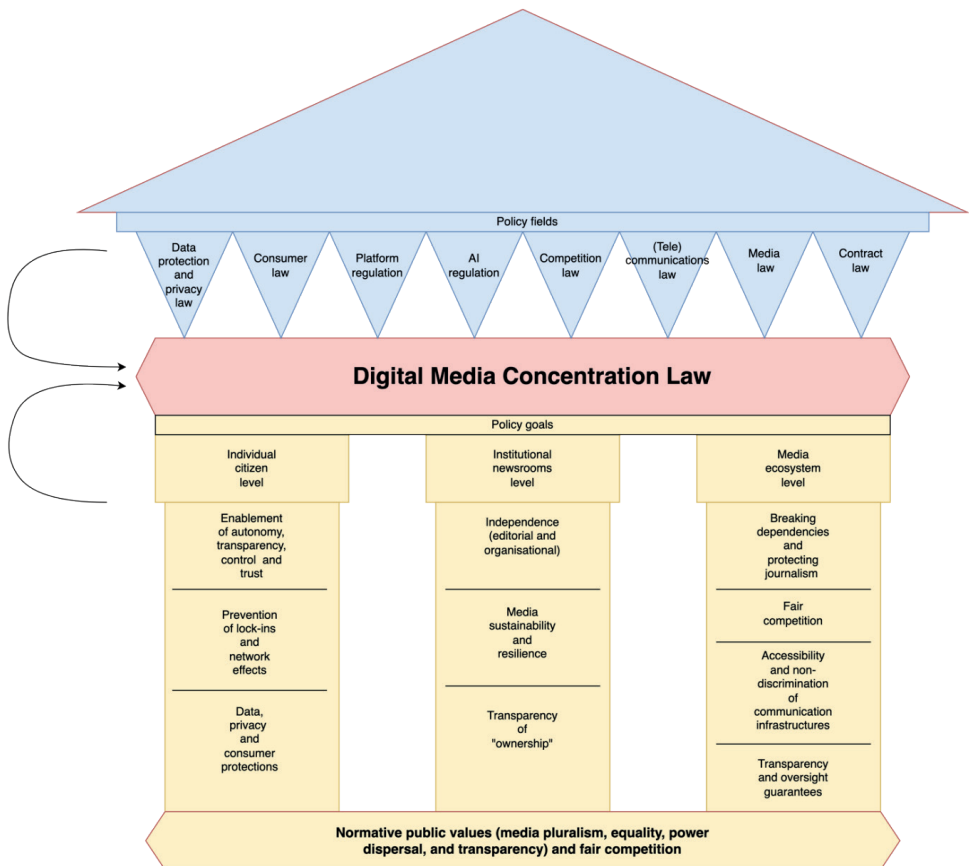 Policy fields
Data
protection
and
privacy
law
Consumer
law
Platform
regulation
AI
regulation
Competition
law
(Tele)
communications
law
Media
law
Contract
law
Digital Media Concentration Law
Policy goals
Individual
citizen
level
Enablement
of autonomy,
transparency,
control and
trust
Prevention
of lock-ins
and
network
effects
Data,
privacy
and
consumer
protections
Institutional
newsrooms
level
Independence
(editorial and
organisational)
Media
sustainability
and
resilience
Transparency
of
"ownership"
Media
ecosystem
level
Breaking
dependencies
and
protecting
journalism
Fair
competition
Accessibility
and non-
discrimination
of
communication
infrastructures
Transparency
and oversight
guarantees
Normative public values (media pluralism, equality, power
dispersal, and transparency) and fair competition